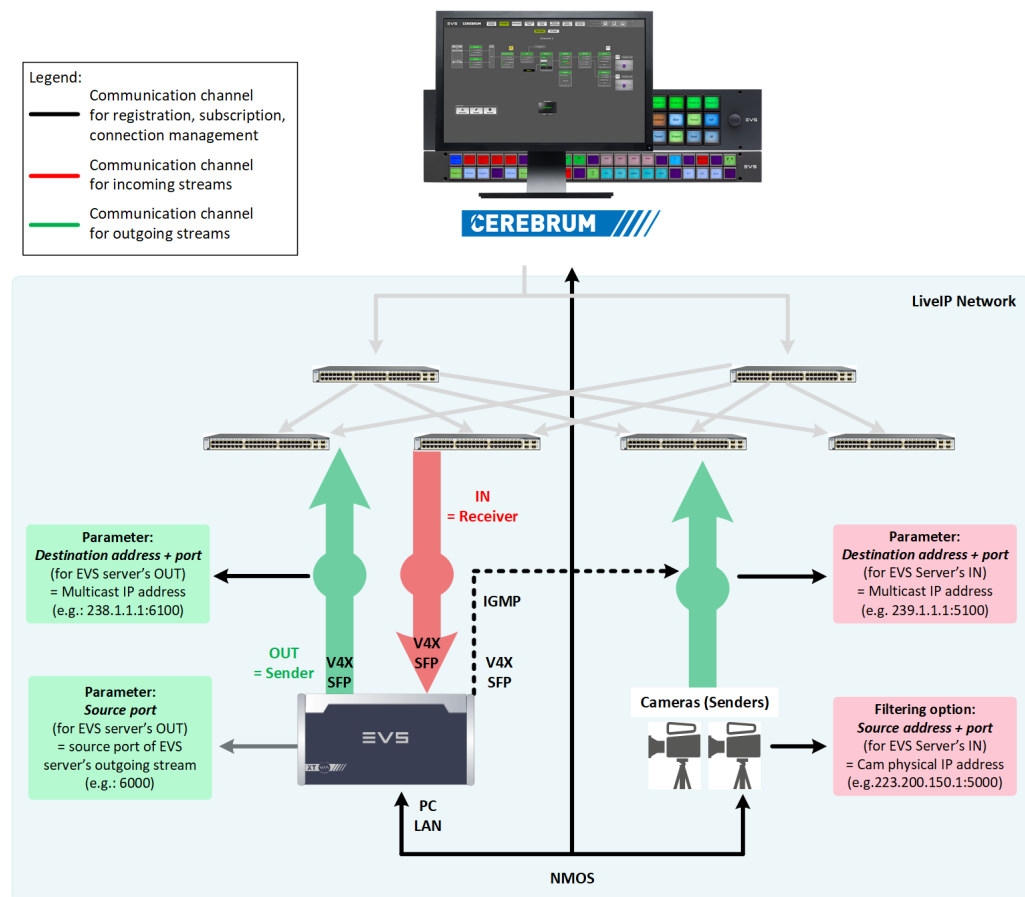 EVS CEREBRUM
EVS
EVS
CEREBRUM
Legend:
Communication channel
for registration, subscription,
connection management
Communication channel
for incoming streams
Communication channel
for outgoing streams
LiveIP Network
IN
= Receiver
Parameter:
Destination address + port
(for EVS server's OUT)
= Multicast IP address
(e.g.: 238.1.1.1:6100)
Parameter:
Destination address + port
(for EVS Server's IN)
= Multicast IP address
(e.g. 239.1.1.1:5100)
IGMP
OUT
= Sender
V4X
SFP
V4X
SFP
V4X
SFP
Parameter:
Source port
(for EVS server's OUT)
= source port of EVS
server's outgoing stream
(e.g.: 6000)
EVS
XT
Cameras (Senders)
Filtering option:
Source address + port
(for EVS Server's IN)
= Cam physical IP address
(e.g.223.200.150.1:5000)
PC
LAN
NMOS